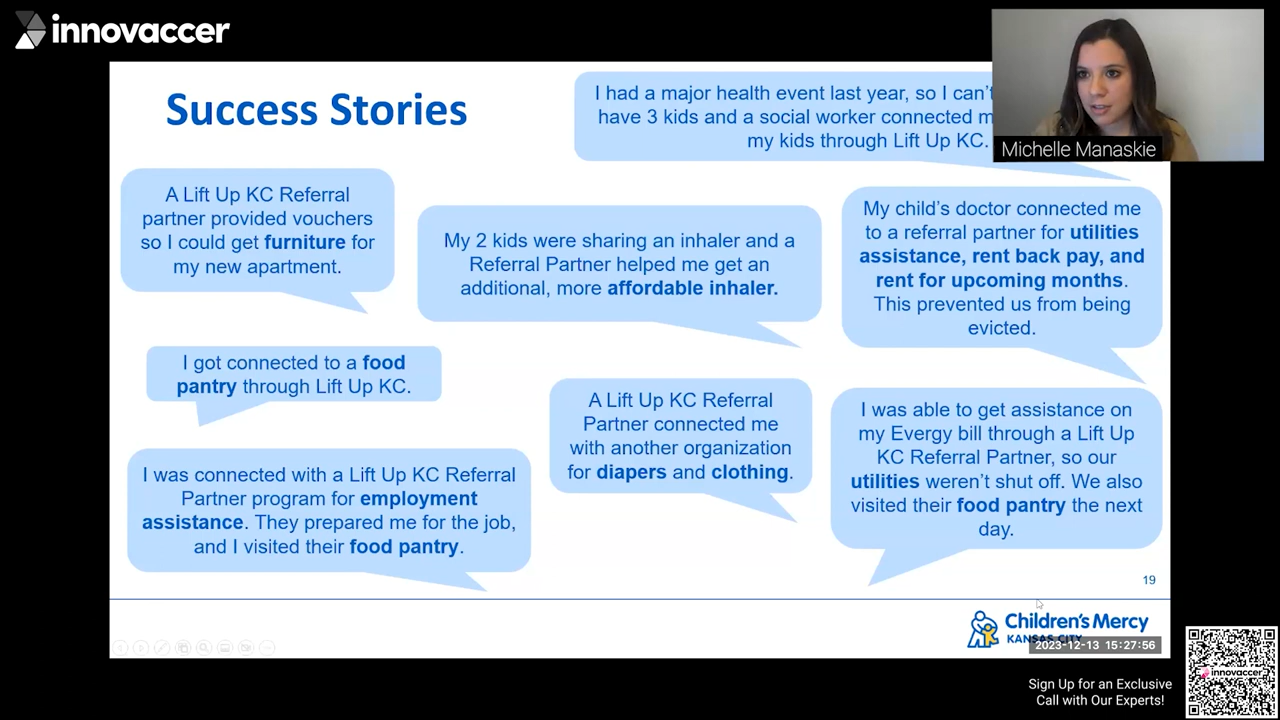 innovaccer
Success Stories
I had a major health event last year, so I can't
have 3 kids and a social worker connected m
my kids through Lift Up KC.
Michelle Manaskie
A Lift Up KC Referral
partner provided vouchers
so I could get furniture for
my new apartment.
My 2 kids were sharing an inhaler and a
Referral Partner helped me get an
additional, more affordable inhaler.
My child's doctor connected me
to a referral partner for utilities
assistance, rent back pay, and
rent for upcoming months.
This prevented us from being
evicted.
I got connected to a food
pantry through Lift Up KC.
A Lift Up KC Referral
Partner connected me
with another organization
for diapers and clothing.
I was able to get assistance on
my Evergy bill through a Lift Up
KC Referral Partner, so our
utilities weren't shut off. We also
visited their food pantry the next
day.
I was connected with a Lift Up KC Referral
Partner program for employment
assistance. They prepared me for the job,
and I visited their food pantry.
19
Children's Mercy
KANSAS CITY
2023-12-13 15:27:56
innovaccer
Sign Up for an Exclusive
Call with Our Experts!